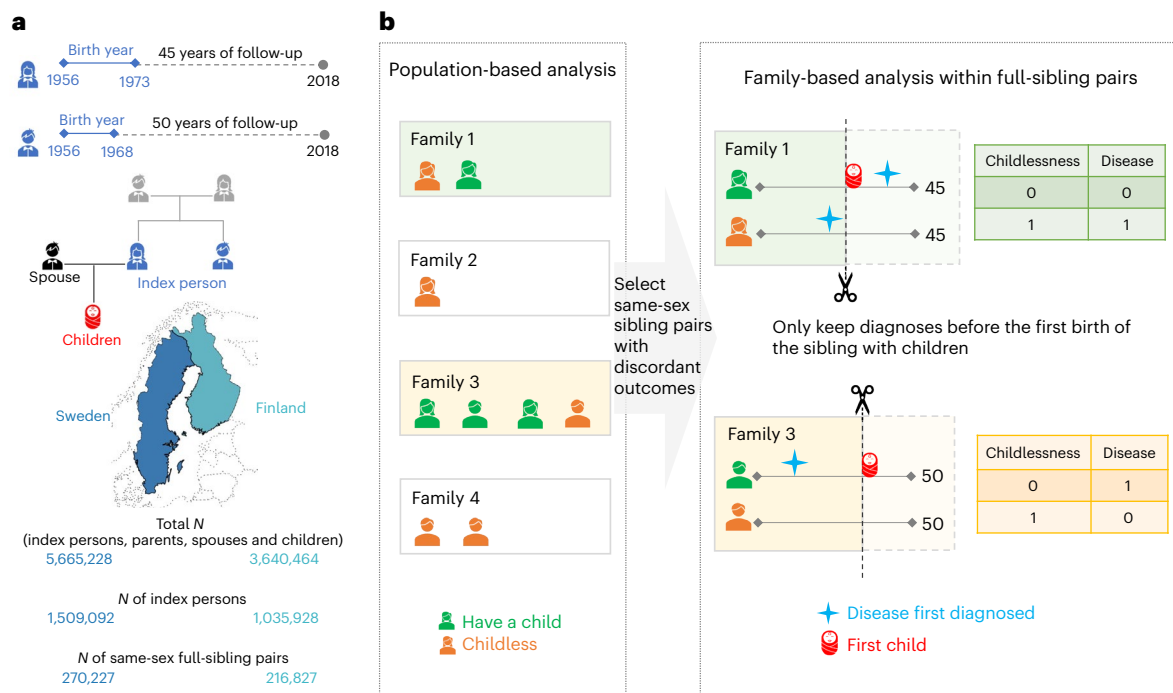 a
Birth year
45 years of follow-up
1956
1973
2018
Birth year
50 years of follow-up
1956
1968
2018
Spouse
Index person
Children
Sweden
Finland
Total N
(index persons, parents, spouses and children)
5,665,228
3,640,464
N of index persons
1,509,092
1,035,928
N of same-sex full-sibling pairs
270,227
216,827
b
Population-based analysis
Family 1
Family 2
Family 3
Family 4
Have a child
Childless
Select
same-sex
sibling pairs
with
discordant
outcomes
Family-based analysis within full-sibling pairs
Family 1
45
45
Childlessness Disease
0 0
1 1
Only keep diagnoses before the first birth of
the sibling with children
Family 3
50
50
Childlessness Disease
0 1
1 0
Disease first diagnosed
First child